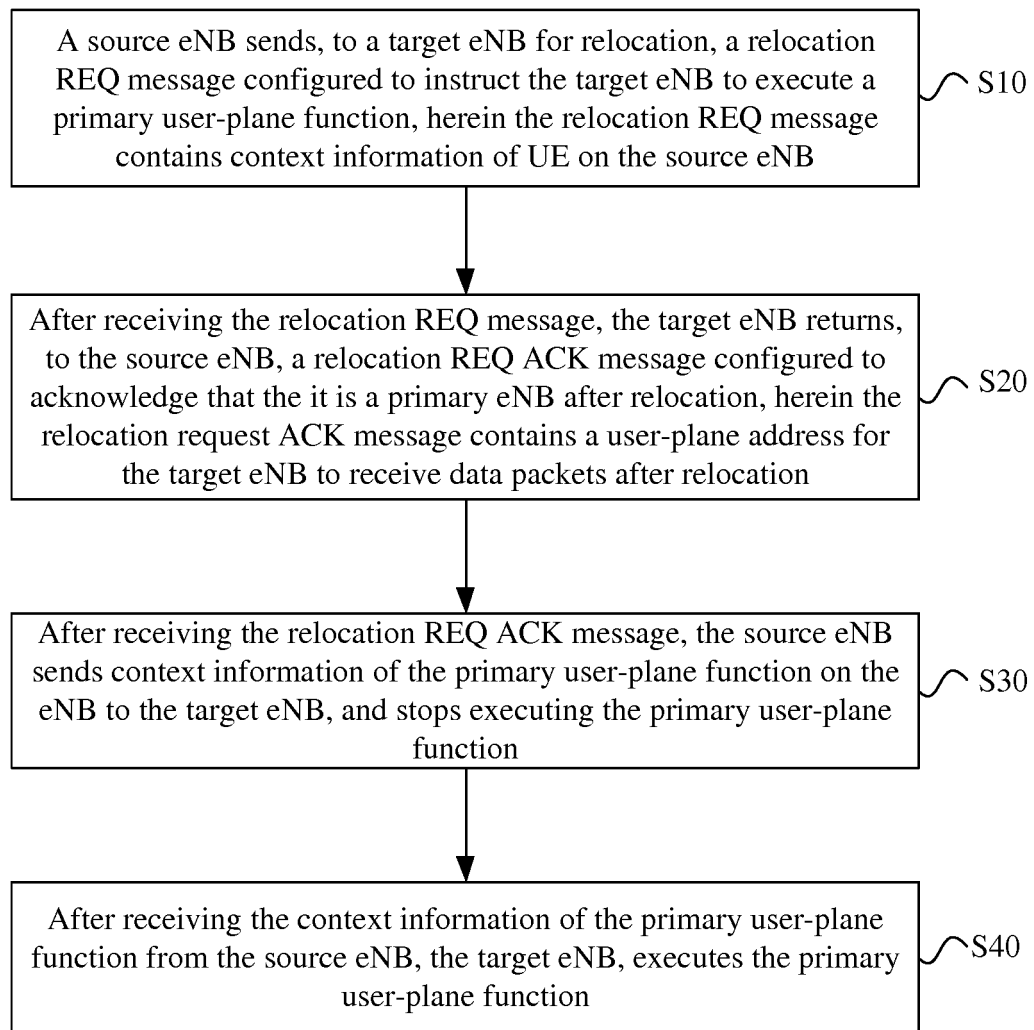 A source eNB sends, to a target eNB for relocation, a relocation
REQ message configured to instruct the target eNB to execute a
primary user-plane function, herein the relocation REQ message
contains context information of UE on the source eNB
S10
After receiving the relocation REQ message, the target eNB returns,
to the source eNB, a relocation REQ ACK message configured to
acknowledge that the it is a primary eNB after relocation, herein the
relocation request ACK message contains a user-plane address for
the target eNB to receive data packets after relocation
S20
After receiving the relocation REQ ACK message, the source eNB
sends context information of the primary user-plane function on the
eNB to the target eNB, and stops executing the primary user-plane
function
S30
After receiving the context information of the primary user-plane
function from the source eNB, the target eNB, executes the primary
user-plane function
S40